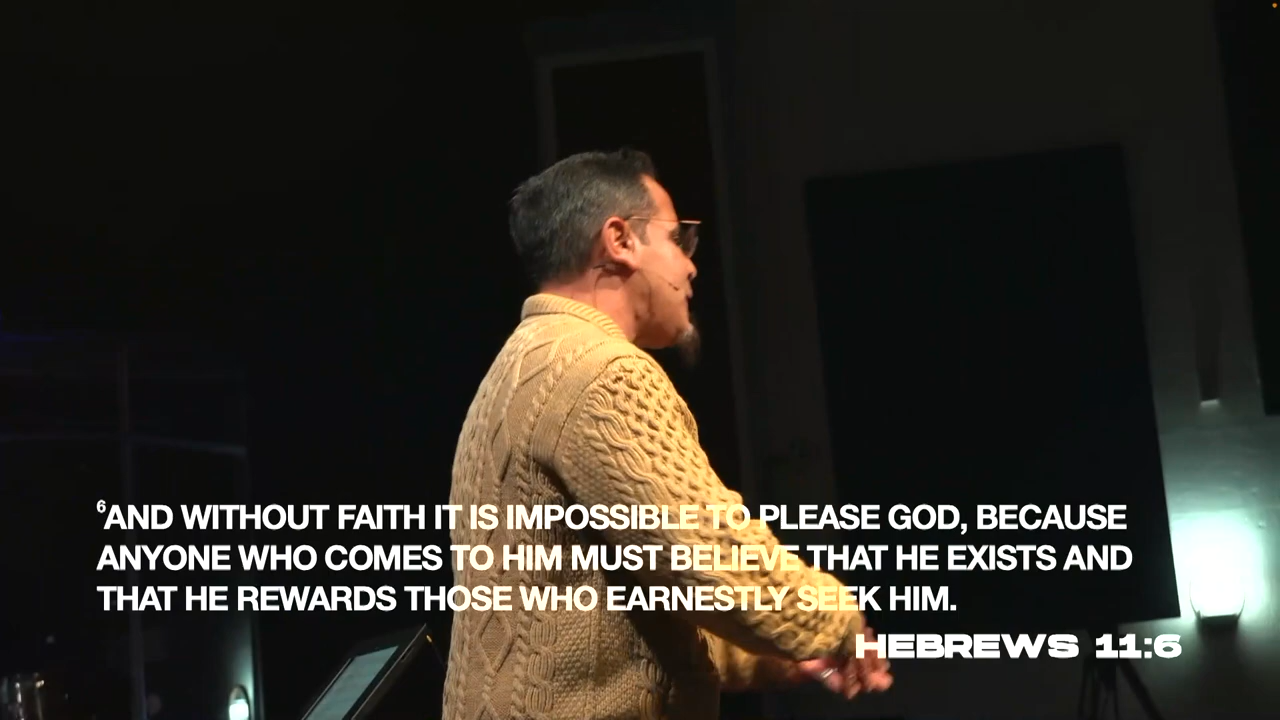 ⁶AND WITHOUT FAITH IT IS IMPOSSIBLE TO PLEASE GOD, BECAUSE
ANYONE WHO COMES TO HIM MUST BELIEVE THAT HE EXISTS AND
THAT HE REWARDS THOSE WHO EARNESTLY SEEK HIM.
HEBREWS 11:6